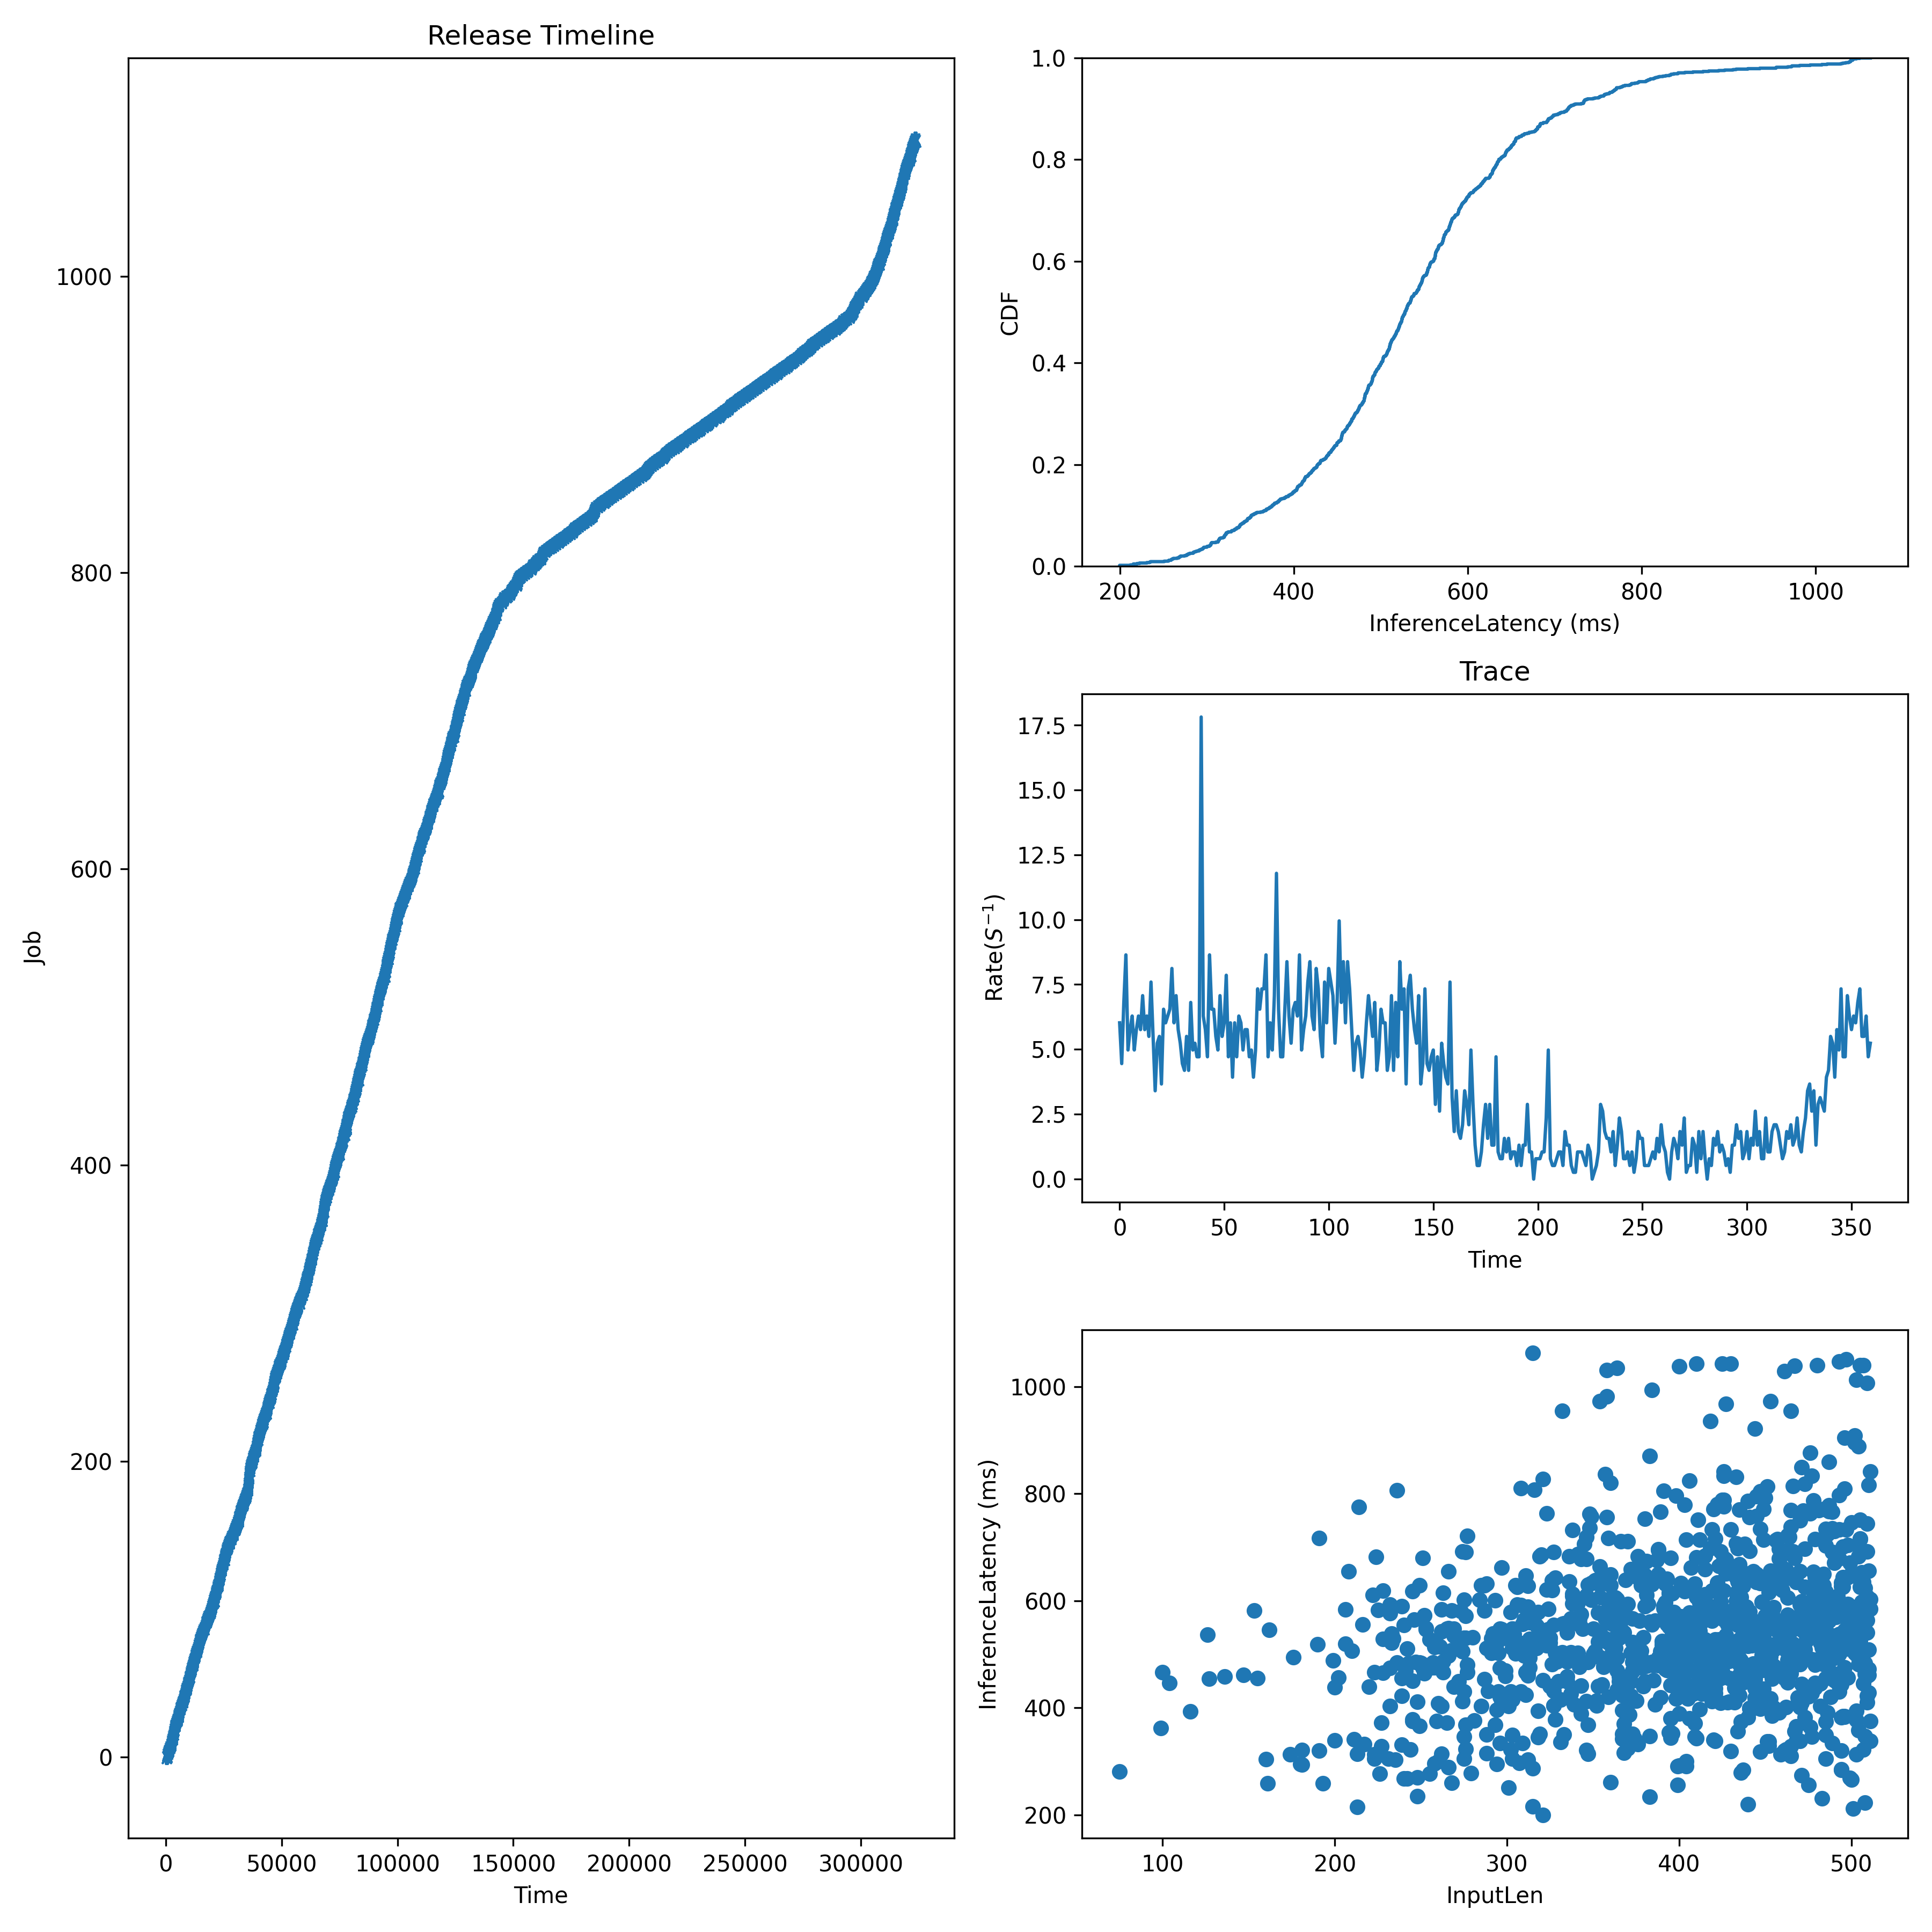 Release Timeline
Job
1000
800
600
400
200
0
0 50000 100000 150000 200000 250000 300000
Time
CDF
1.0
0.8
0.6
0.4
0.2
0.0
200 400 600 800 1000
InferenceLatency (ms)
Trace
Rate(S⁻¹)
17.5
15.0
12.5
10.0
7.5
5.0
2.5
0.0
0 50 100 150 200 250 300 350
Time
InferenceLatency (ms)
1000
800
600
400
200
100 200 300 400 500
InputLen